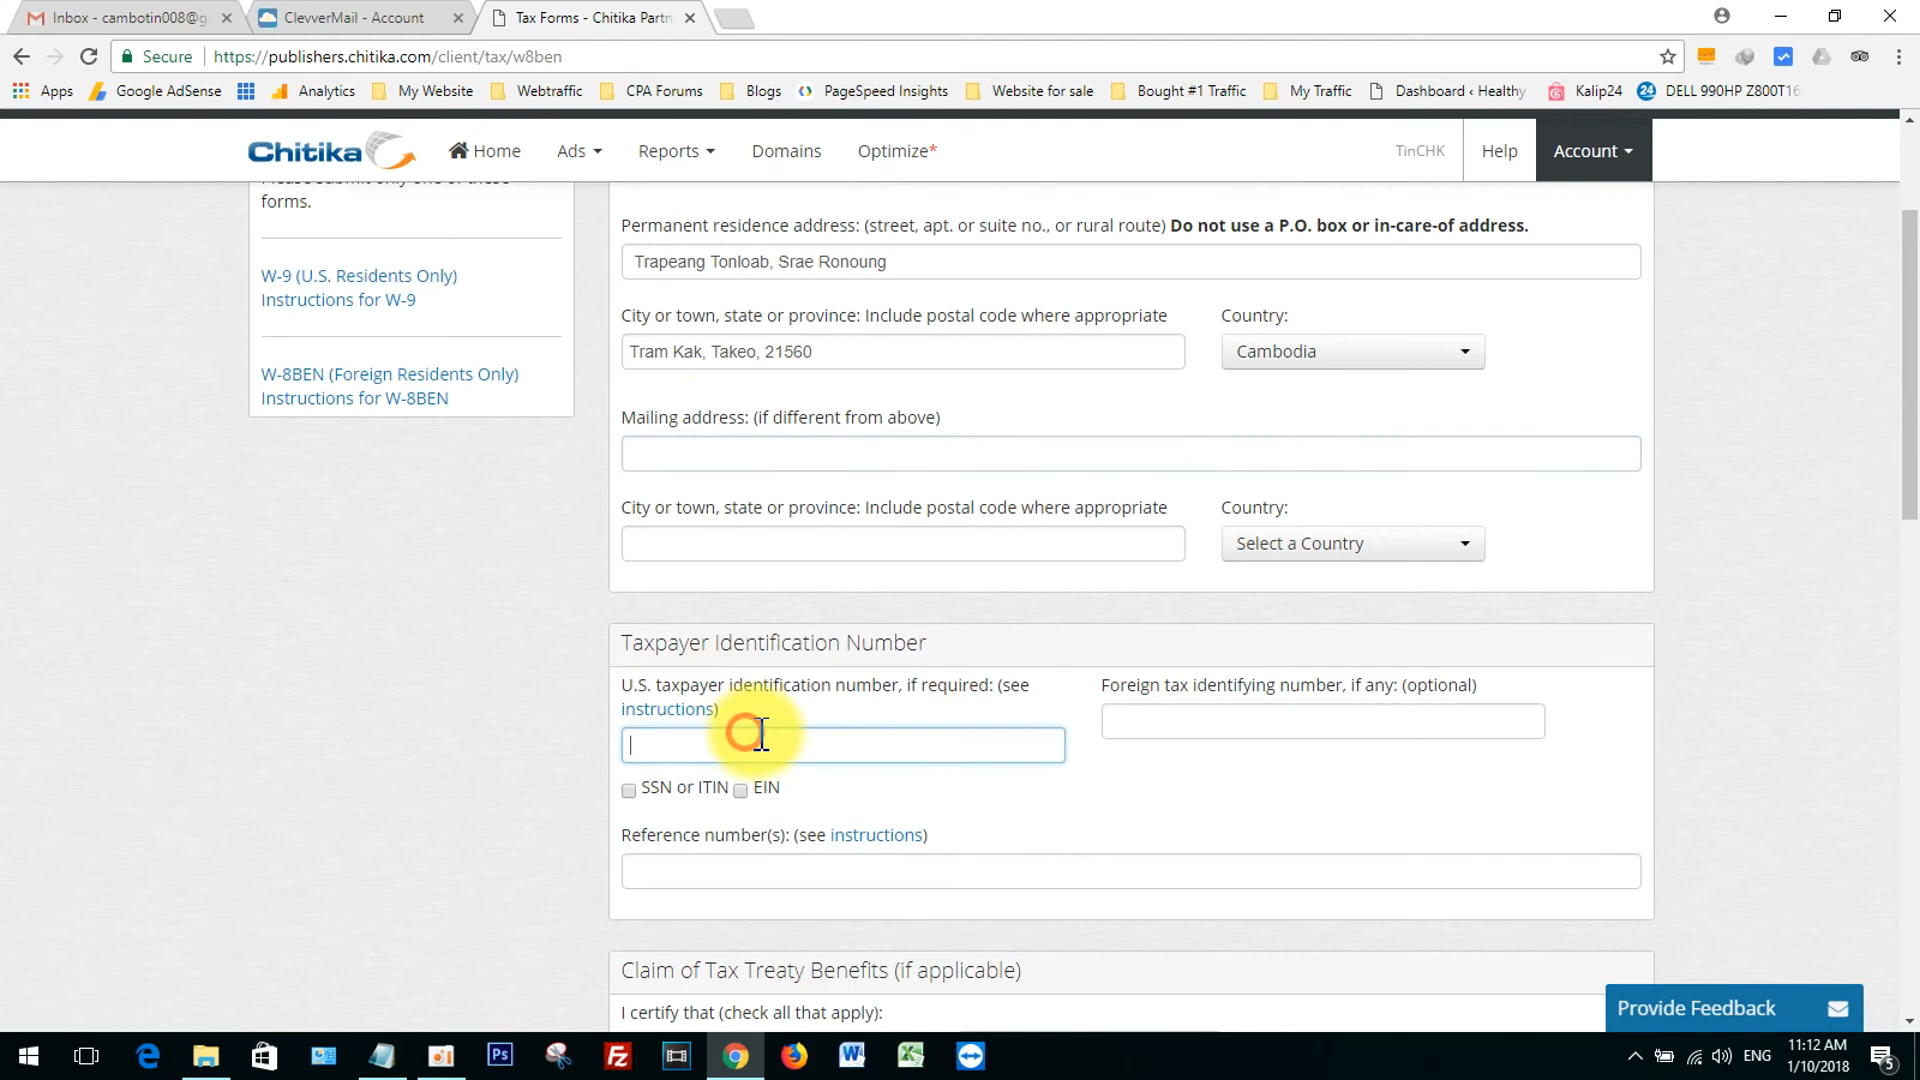 Inbox - cambotin008@g
ClevverMail - Account
Tax Forms - Chitika Partn
Secure
https://publishers.chitika.com/client/tax/w8ben
Apps
Google AdSense
Analytics
My Website
Webtraffic
CPA Forums
Blogs
PageSpeed Insights
Website for sale
Bought #1 Traffic
My Traffic
Dashboard ‹ Healthy
Kalip24
DELL 990HP Z800T16
Chitika
Home
Ads
Reports
Domains
Optimize*
TinCHK
Help
Account
Please submit only one of these
forms.
W-9 (U.S. Residents Only)
Instructions for W-9
W-8BEN (Foreign Residents Only)
Instructions for W-8BEN
Permanent residence address: (street, apt. or suite no., or rural route) Do not use a P.O. box or in-care-of address.
Trapeang Tonloab, Srae Ronoung
City or town, state or province: Include postal code where appropriate
Country:
Tram Kak, Takeo, 21560
Cambodia
Mailing address: (if different from above)
City or town, state or province: Include postal code where appropriate
Country:
Select a Country
Taxpayer Identification Number
U.S. taxpayer identification number, if required: (see
instructions)
Foreign tax identifying number, if any: (optional)
SSN or ITIN
EIN
Reference number(s): (see instructions)
Claim of Tax Treaty Benefits (if applicable)
I certify that (check all that apply):
Provide Feedback
Ps
ENG
11:12 AM
1/10/2018
5